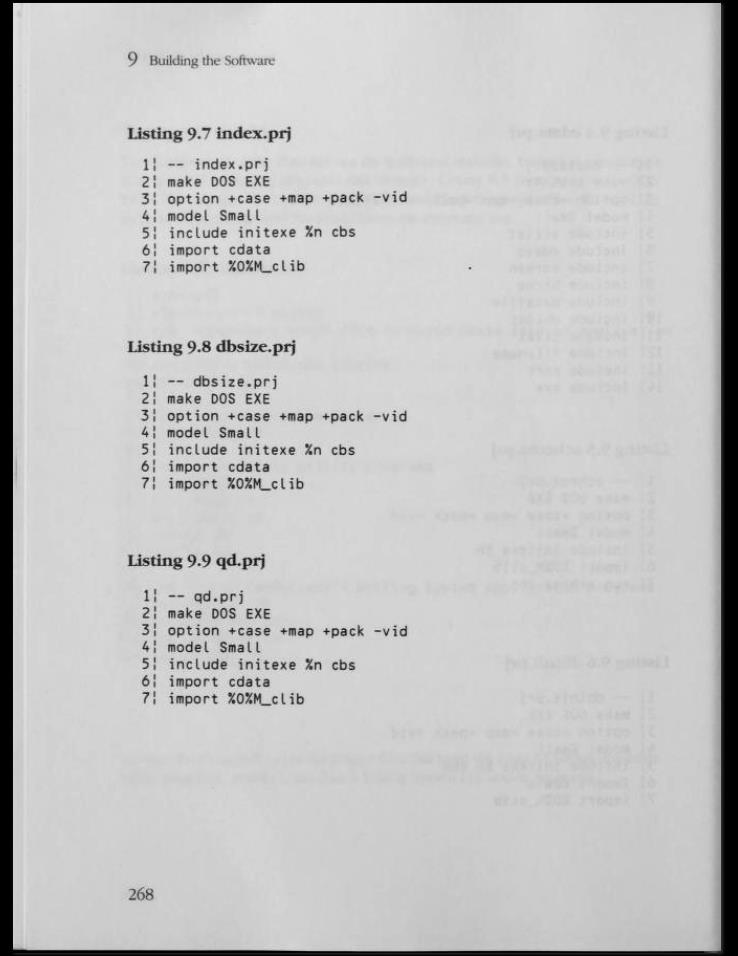 9 Building the Software
Listing 9.7 index.prj
1¦ -- index.prj
2¦ make DOS EXE
3¦ option +case +map +pack -vid
4¦ model Small
5¦ include initexe %n cbs
6¦ import cdata
7¦ import %O%M_clib
Listing 9.8 dbsize.prj
1¦ -- dbsize.prj
2¦ make DOS EXE
3¦ option +case +map +pack -vid
4¦ model Small
5¦ include initexe %n cbs
6¦ import cdata
7¦ import %O%M_clib
Listing 9.9 qd.prj
1¦ -- qd.prj
2¦ make DOS EXE
3¦ option +case +map +pack -vid
4¦ model Small
5¦ include initexe %n cbs
6¦ import cdata
7¦ import %O%M_clib
268